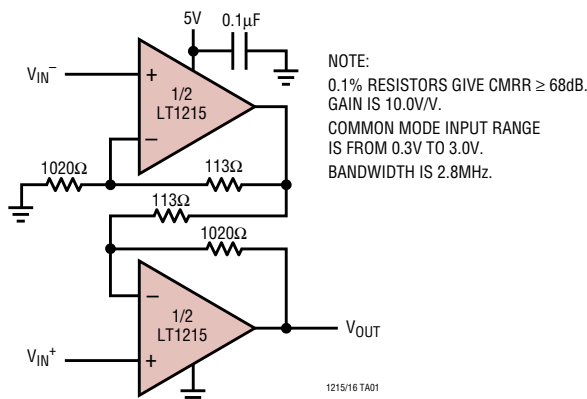 5V
0.1µF
VIN–
+
1/2
LT1215
–
1020Ω
113Ω
113Ω
1020Ω
–
1/2
LT1215
VOUT
VIN+
+
NOTE:
0.1% RESISTORS GIVE CMRR ≥ 68dB.
GAIN IS 10.0V/V.
COMMON MODE INPUT RANGE
IS FROM 0.3V TO 3.0V.
BANDWIDTH IS 2.8MHz.
1215/16 TA01